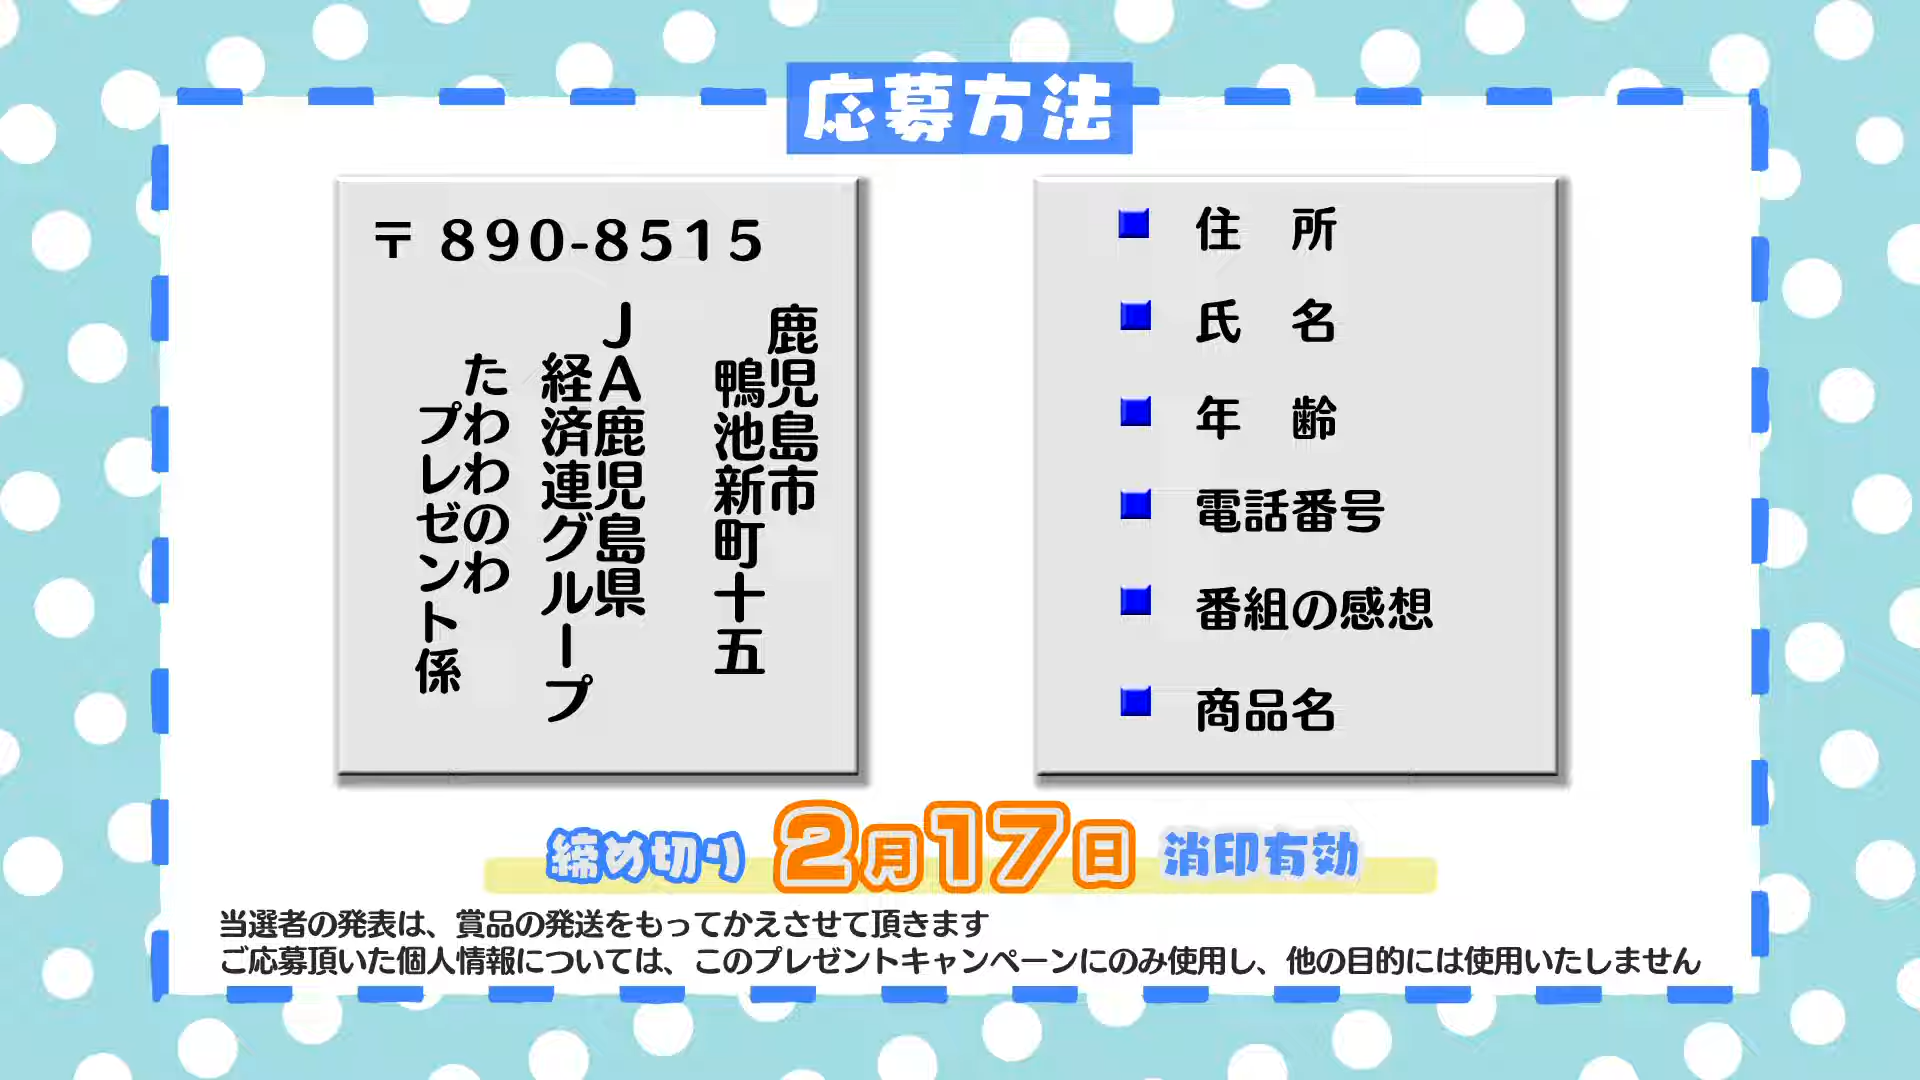 応募方法
〒890-8515
鹿児島市
鴨池新町十五
JA鹿児島県
経済連グループ
たわわのわ
プレゼント係
住　所
氏　名
年　齢
電話番号
番組の感想
商品名
締め切り 2月17日 消印有効
当選者の発表は、賞品の発送をもってかえさせて頂きます
ご応募頂いた個人情報については、このプレゼントキャンペーンにのみ使用し、他の目的には使用いたしません